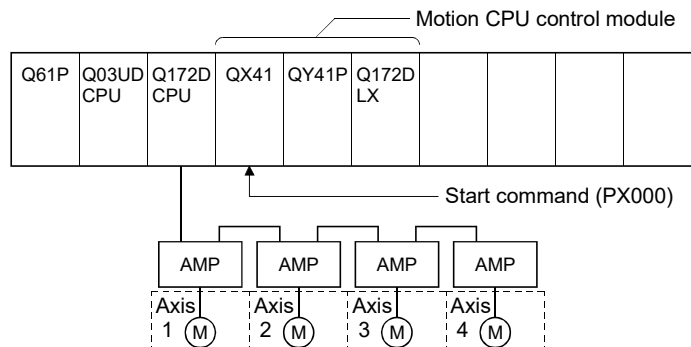 Motion CPU control module
Q61P
Q03UD
CPU
Q172D
CPU
QX41
QY41P
Q172D
LX
Start command (PX000)
AMP
AMP
AMP
AMP
Axis
1
M
Axis
2
M
Axis
3
M
Axis
4
M